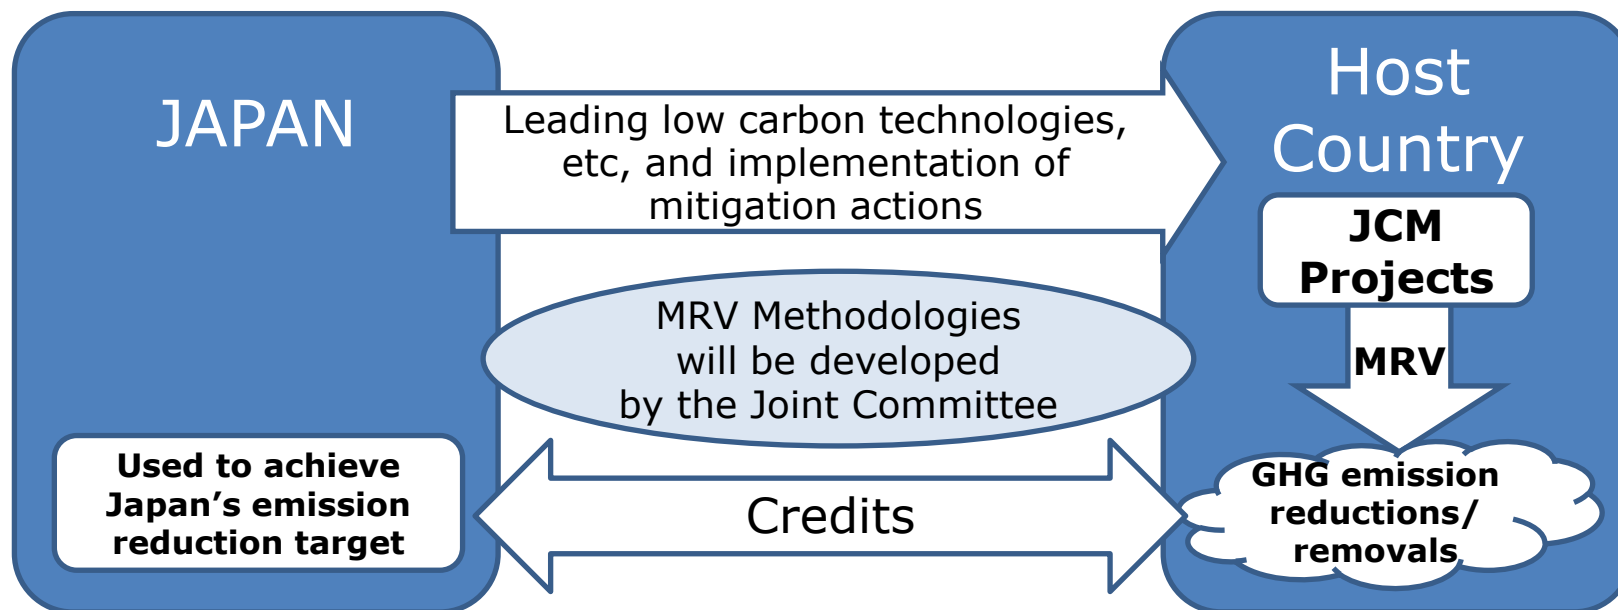 JAPAN
Leading low carbon technologies,
etc, and implementation of
mitigation actions
Host
Country
JCM
Projects
MRV Methodologies
will be developed
by the Joint Committee
MRV
Used to achieve
Japan’s emission
reduction target
Credits
GHG emission
reductions/
removals